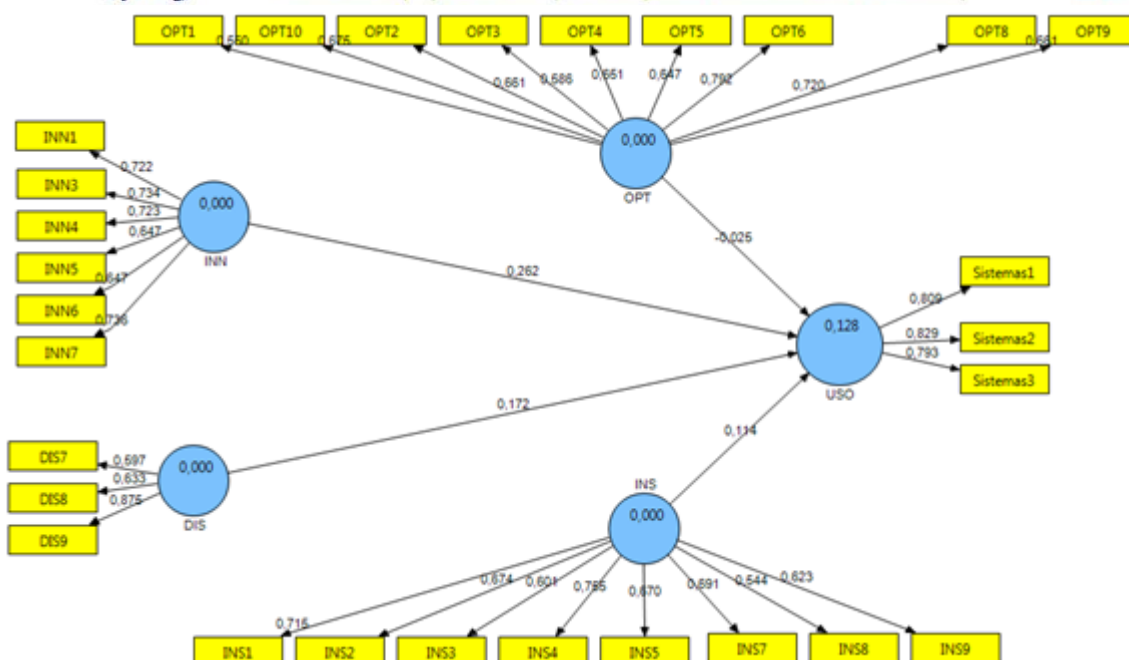 OPT1 OPT10 OPT2 OPT3 OPT4 OPT5 OPT6 OPT8 OPT9
0,675 0,661 0,686 0,647 0,792 0,720
0,000
OPT
INN1
INN3
INN4
INN5
INN6
INN7
0,722
0,734
0,723
0,647
0,647
0,736
0,000
INN
-0,025
0,262
0,172
0,114
0,128
USO
Sistemas1
Sistemas2
Sistemas3
0,809
0,829
0,793
DIS7
DIS8
DIS9
0,633
0,875
0,000
DIS
INS
0,000
0,715 0,674 0,601 0,670 0,691 0,544 0,623
INS1 INS2 INS3 INS4 INS5 INS7 INS8 INS9